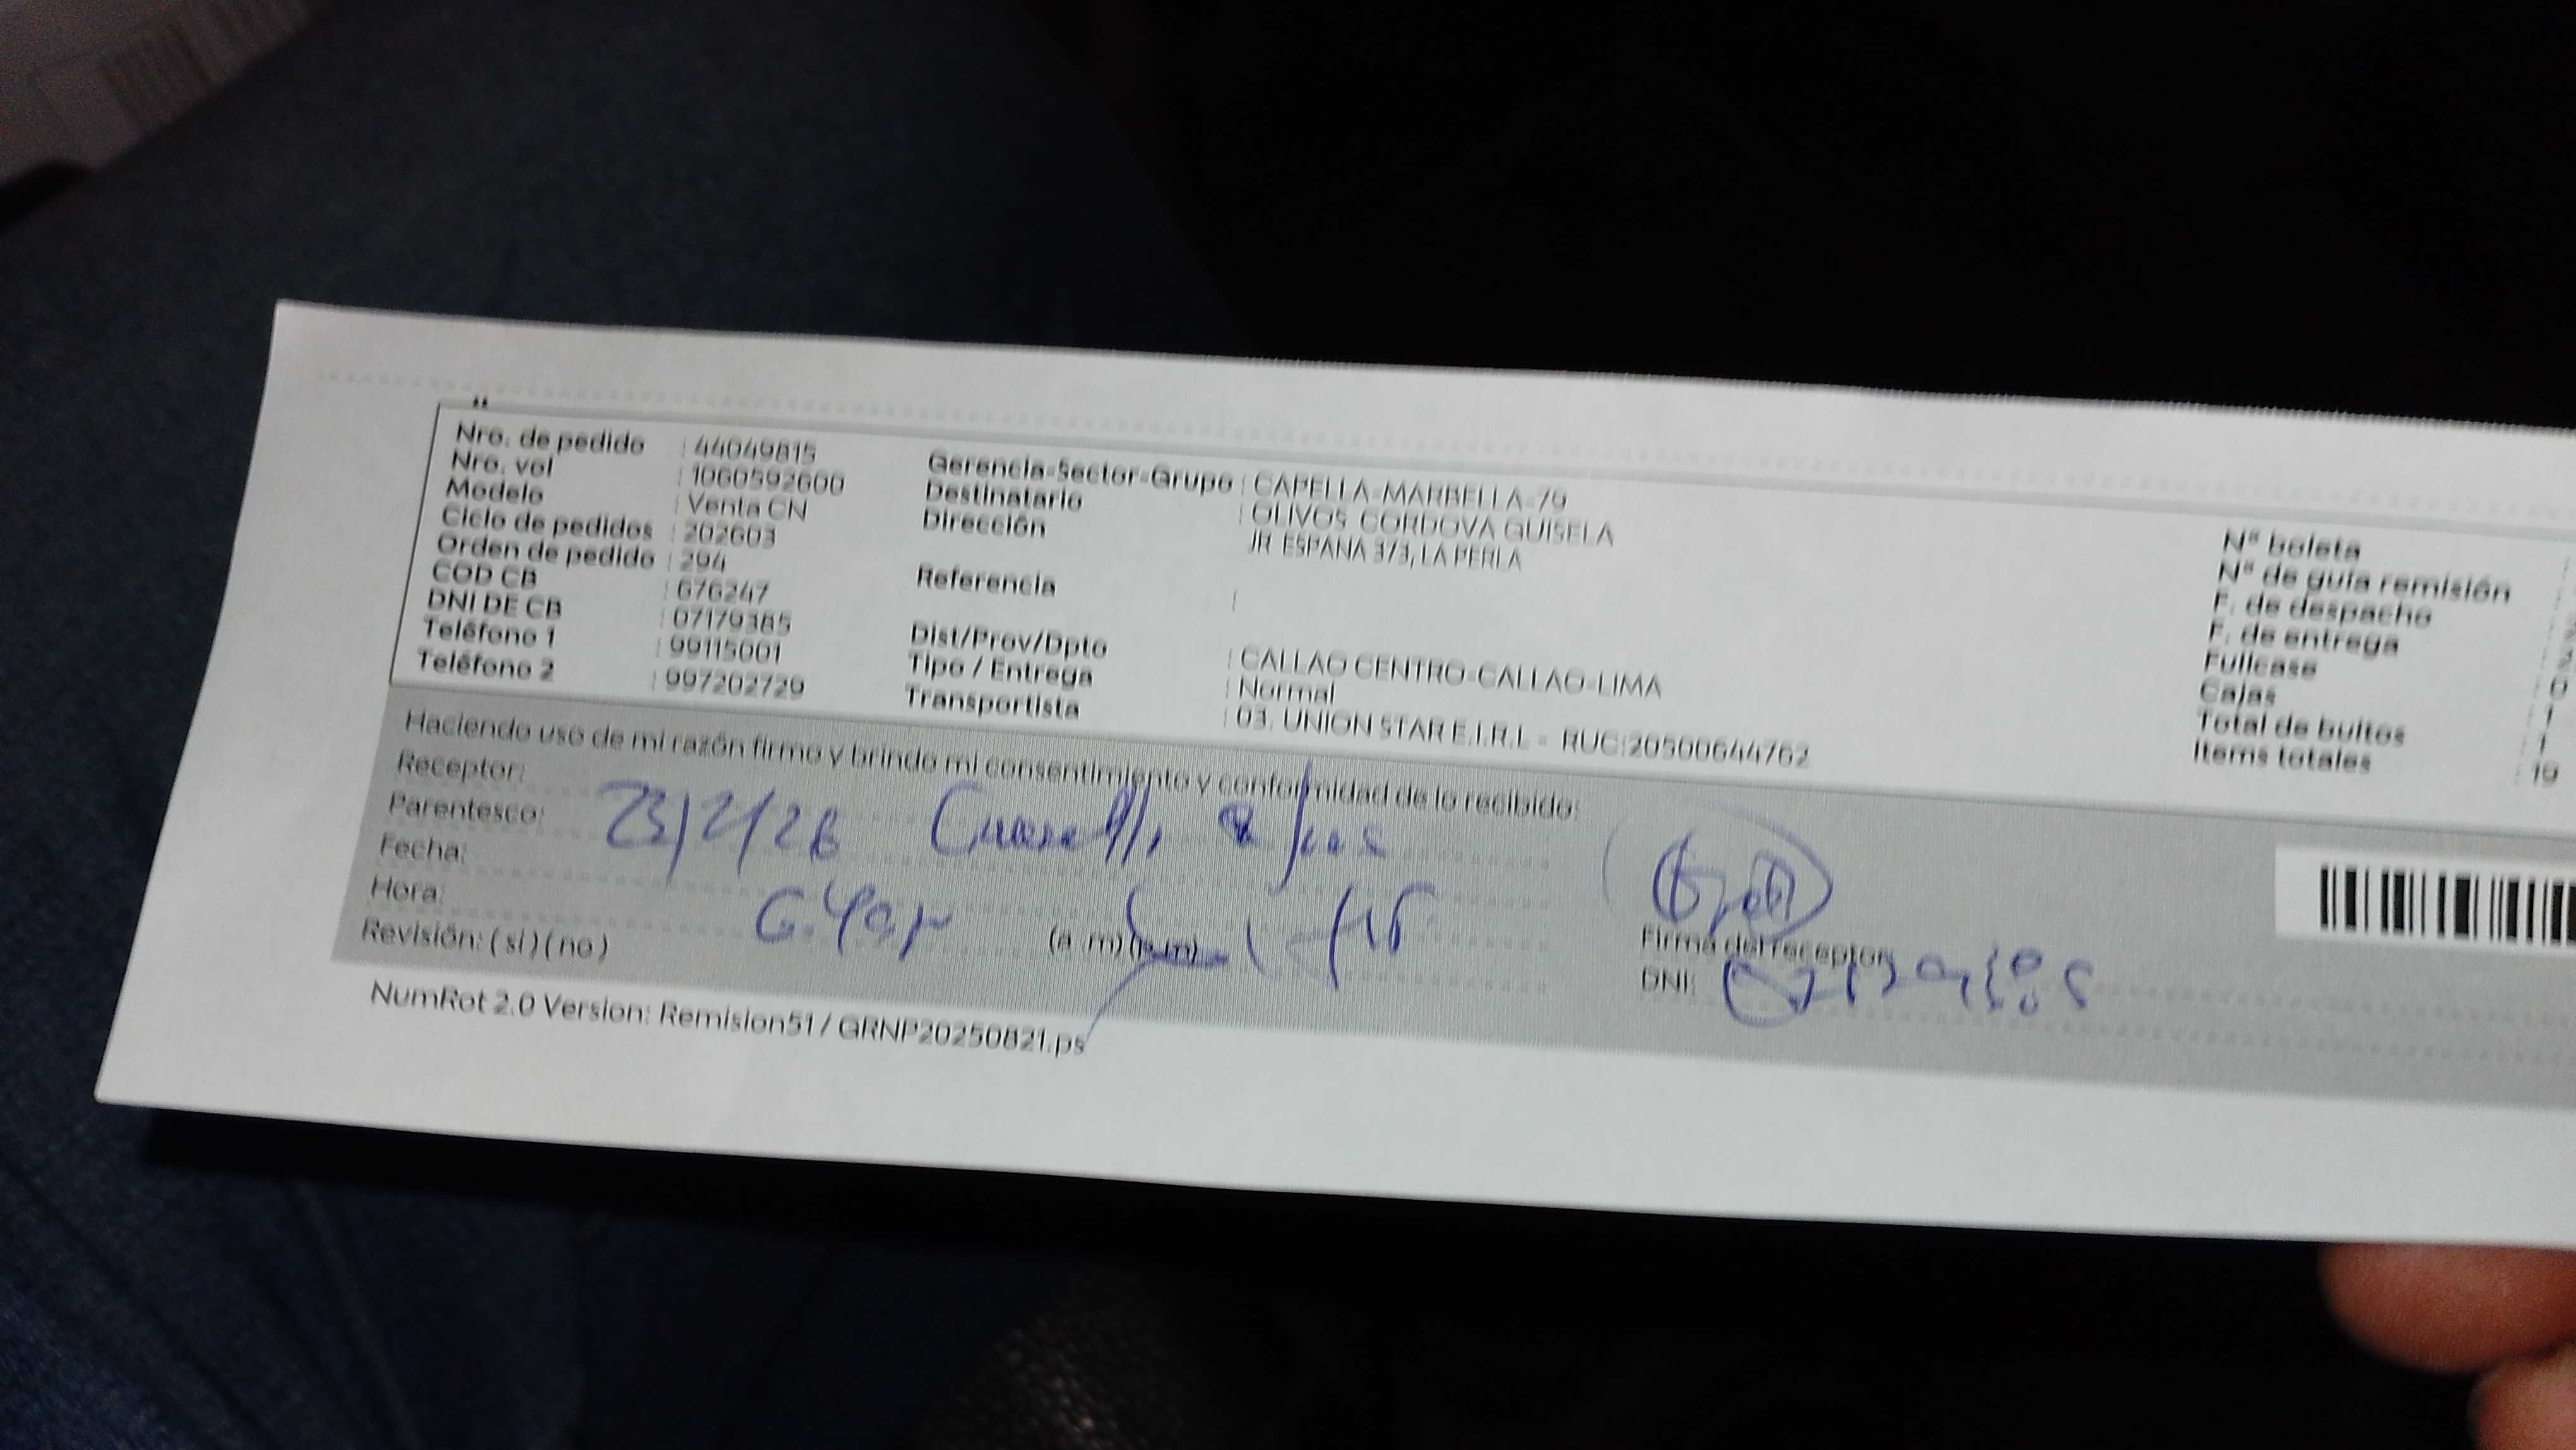 Nro. de pedido : 44049815
Nro. vol : 1060592600
Modelo : Venta CN
Ciclo de pedidos : 202603
Orden de pedido : 294
COD CB : 676247
DNI DE CB : 07179385
Teléfono 1 : 99115001
Teléfono 2 : 997202729
Gerencia-Sector-Grupo : CAPELLA-MARBELLA-79
Destinatario : OLIVOS CORDOVA GUISELA
Dirección : JR ESPAÑA 373, LA PERLA
Referencia :
Dist/Prov/Dpto : CALLAO CENTRO-CALLAO-LIMA
Tipo / Entrega : Normal
Transportista : 03. UNION STAR E.I.R.L - RUC:20500644762
N° boleta :
N° de guía remisión :
F. de despacho :
F. de entrega :
Fullcase : 0
Cajas : 1
Total de bultos : 1
Items totales : 19
Haciendo uso de mi razón firmo y brindo mi consentimiento y conformidad de lo recibido:
Receptor:
Parentesco: 23/2/26
Fecha:
Hora: (a.m)(p.m)
Revisión: (si)(no)
Firma del receptor
DNI:
NumRot 2.0 Version: Remision51 / GRNP20250821.ps